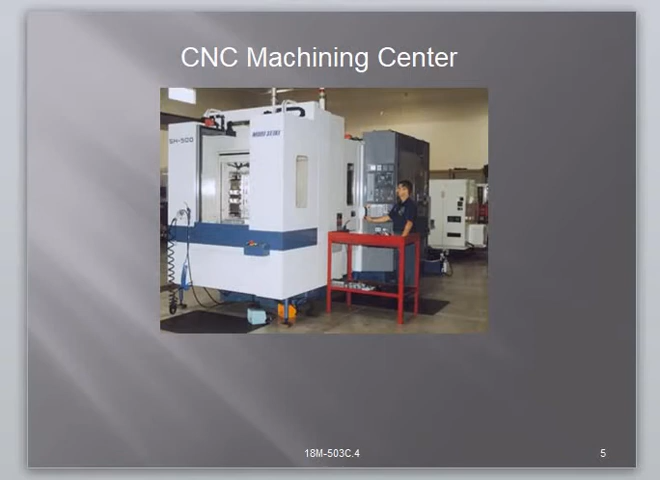 CNC Machining Center
SH-500
MORI SEIKI
18M-503C.4
5